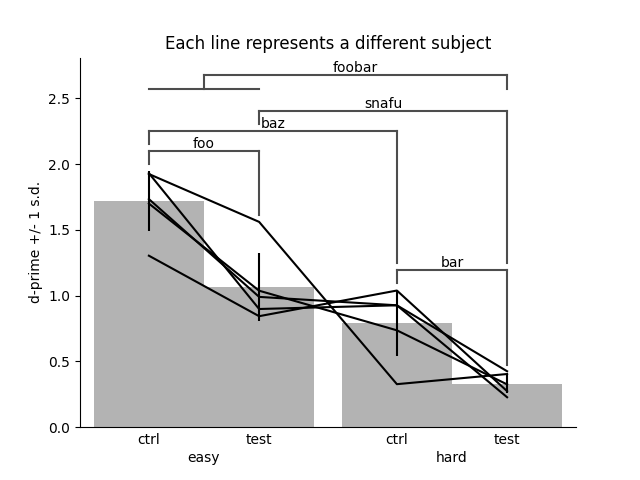 Each line represents a different subject
foobar
snafu
baz
foo
bar
d-prime +/- 1 s.d.
2.5
2.0
1.5
1.0
0.5
0.0
ctrl test ctrl test
easy hard